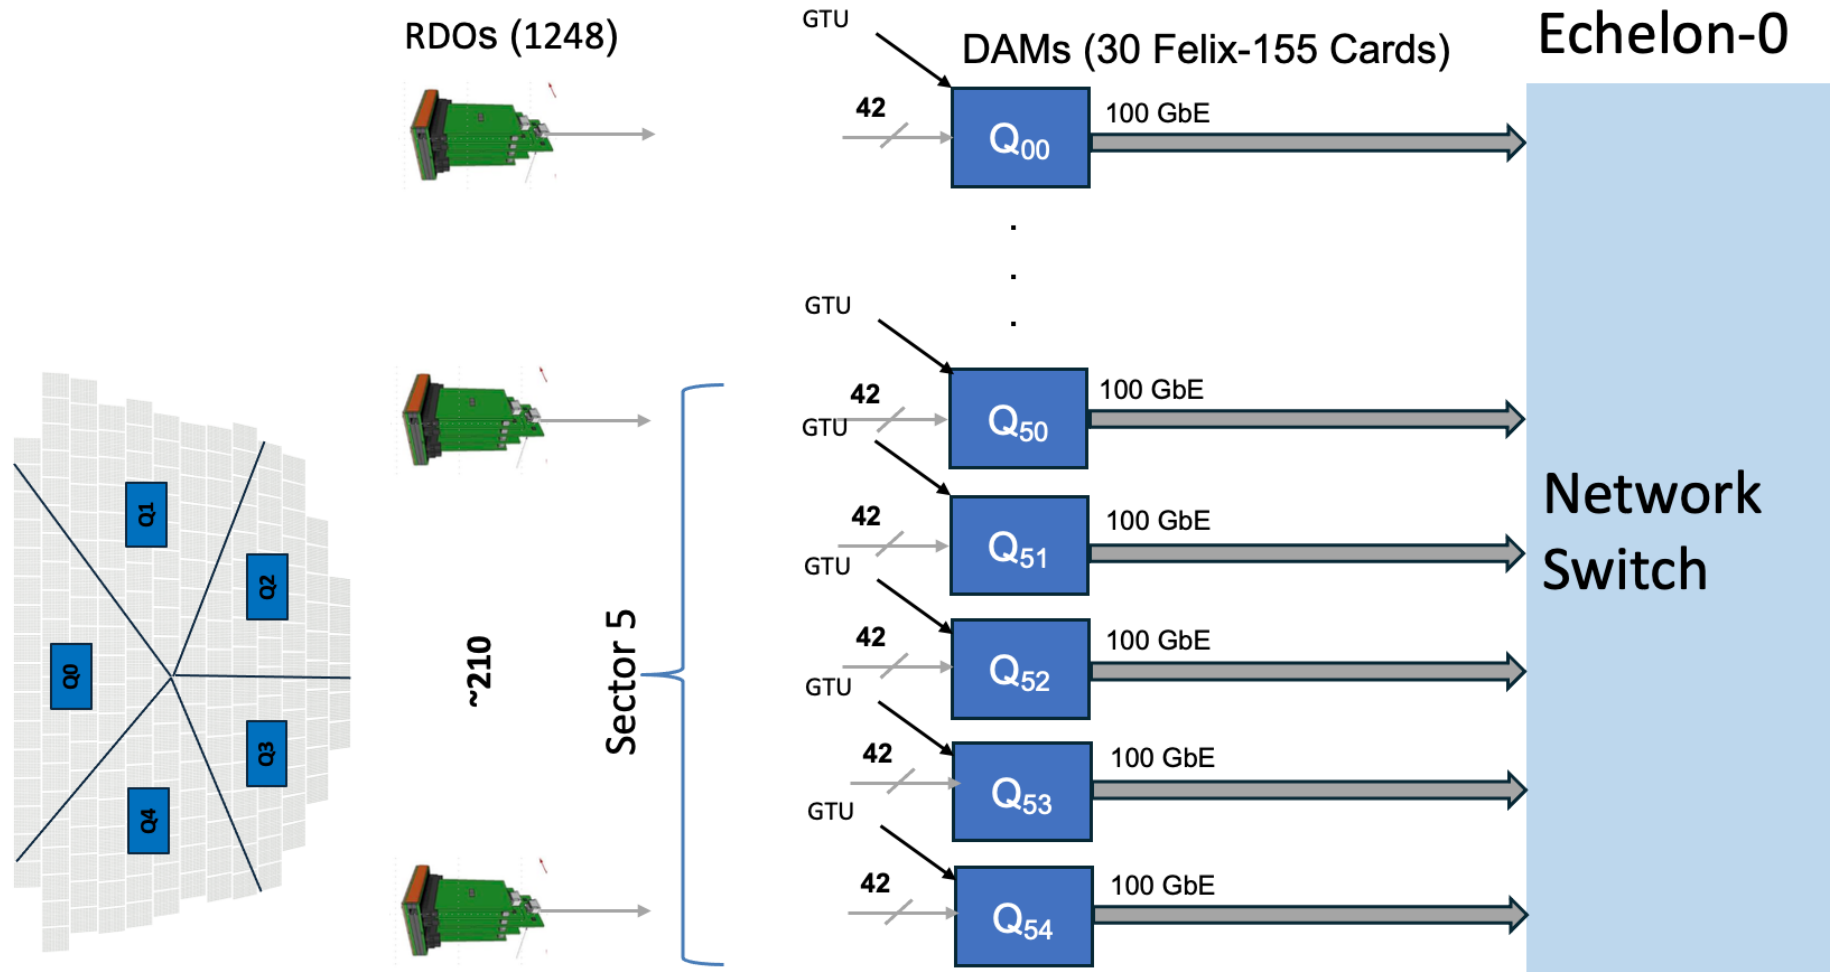 RDOs (1248)
GTU
DAMs (30 Felix-155 Cards)
Echelon-0
42
Q00
100 GbE
.
.
.
GTU
42
Q50
100 GbE
GTU
42
Q51
100 GbE
GTU
42
Q52
100 GbE
GTU
42
Q53
100 GbE
GTU
42
Q54
100 GbE
Network
Switch
Q1
Q2
Q0
Q3
Q4
~210
Sector 5